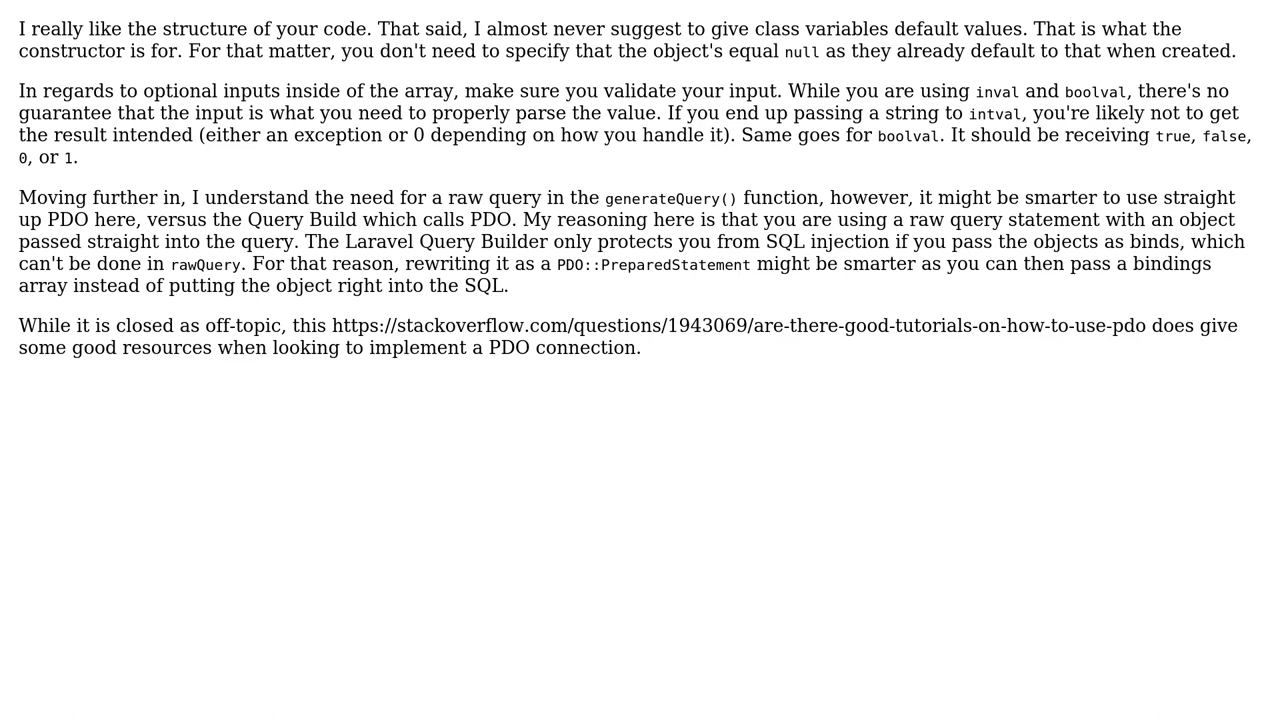 I really like the structure of your code. That said, I almost never suggest to give class variables default values. That is what the
constructor is for. For that matter, you don't need to specify that the object's equal null as they already default to that when created.
In regards to optional inputs inside of the array, make sure you validate your input. While you are using inval and boolval, there's no
guarantee that the input is what you need to properly parse the value. If you end up passing a string to intval, you're likely not to get
the result intended (either an exception or 0 depending on how you handle it). Same goes for boolval. It should be receiving true, false,
0, or 1.
Moving further in, I understand the need for a raw query in the generateQuery() function, however, it might be smarter to use straight
up PDO here, versus the Query Build which calls PDO. My reasoning here is that you are using a raw query statement with an object
passed straight into the query. The Laravel Query Builder only protects you from SQL injection if you pass the objects as binds, which
can't be done in rawQuery. For that reason, rewriting it as a PDO::PreparedStatement might be smarter as you can then pass a bindings
array instead of putting the object right into the SQL.
While it is closed as off-topic, this https://stackoverflow.com/questions/1943069/are-there-good-tutorials-on-how-to-use-pdo does give
some good resources when looking to implement a PDO connection.